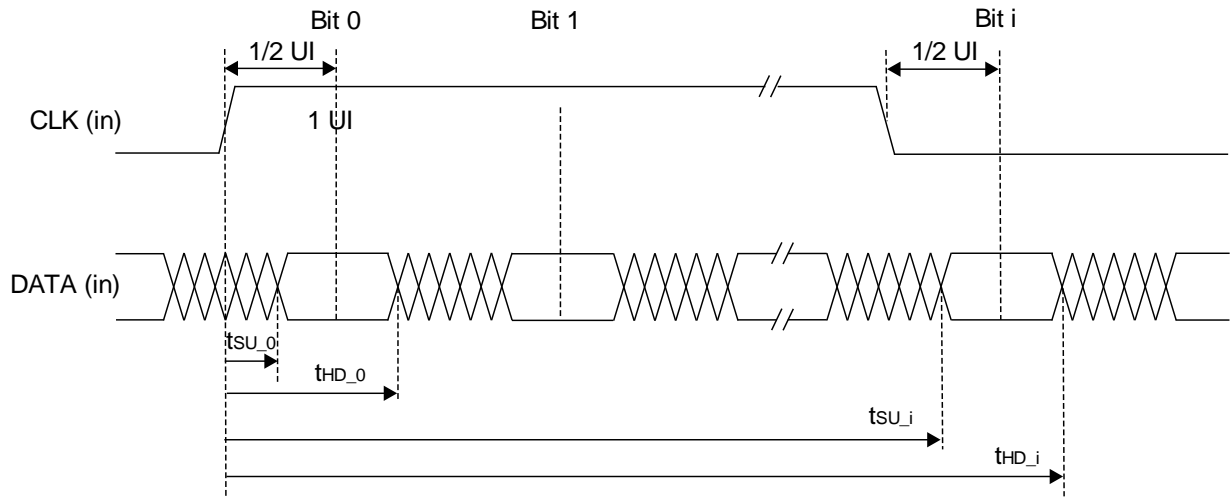 Bit 0
Bit 1
Bit i
1/2 UI
1/2 UI
CLK (in)
1 UI
DATA (in)
tSU_0
tHD_0
tSU_i
tHD_i